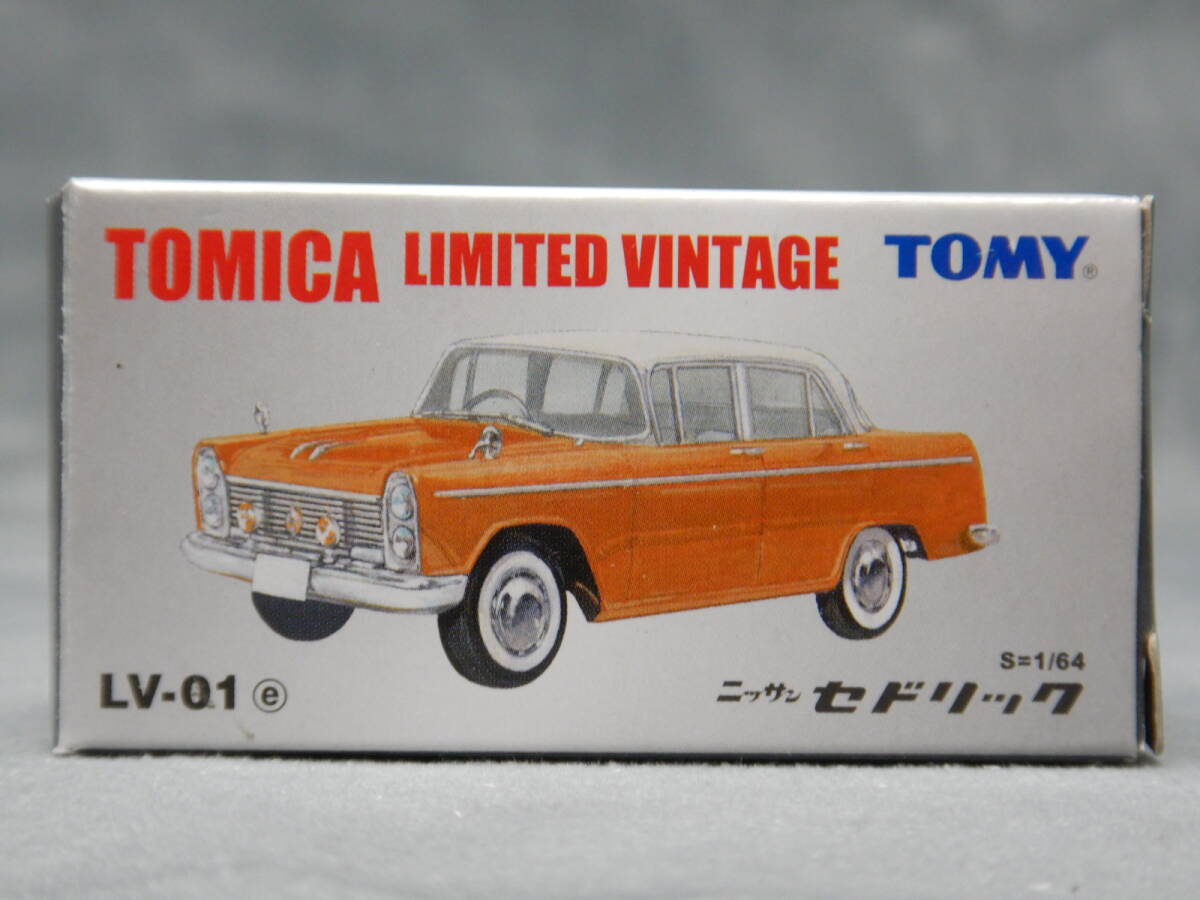 TOMICA LIMITED VINTAGE TOMY®
S=1/64
LV-01 ⓔ ニッサン セドリック